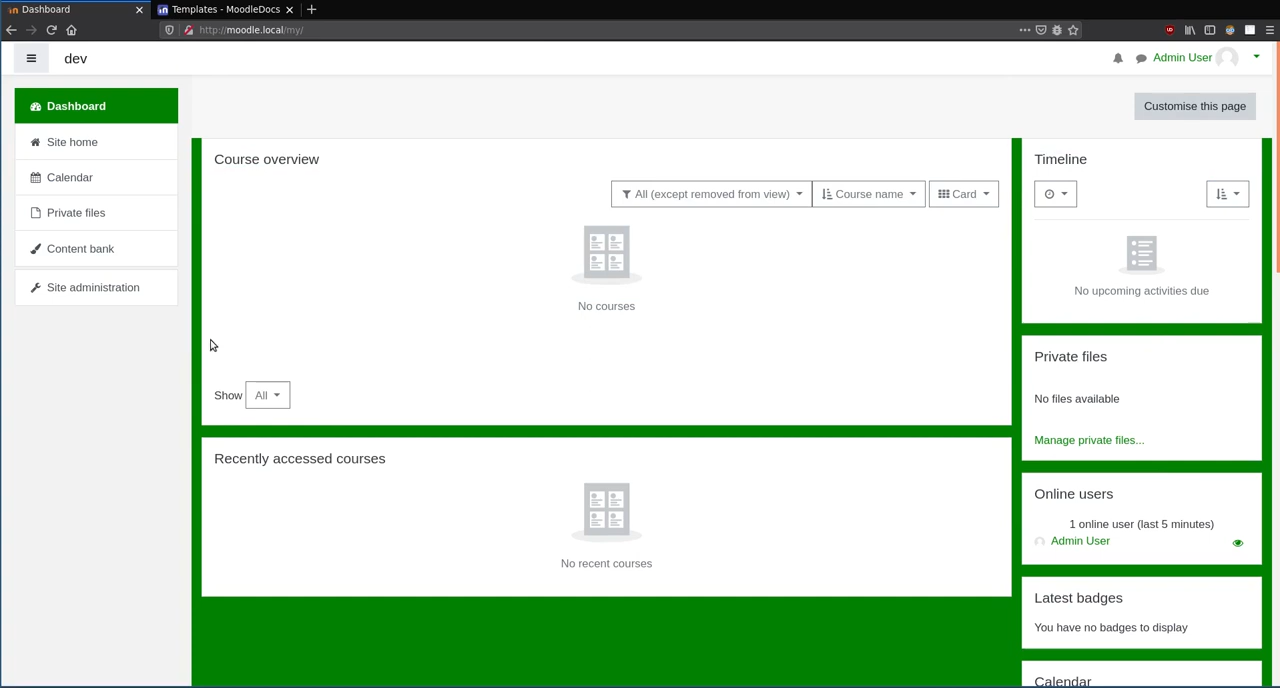 Dashboard
Templates - MoodleDocs
http://moodle.local/my/
dev
Admin User
Dashboard
Site home
Calendar
Private files
Content bank
Site administration
Customise this page
Course overview
All (except removed from view)
Course name
Card
No courses
Show All
Recently accessed courses
No recent courses
Timeline
No upcoming activities due
Private files
No files available
Manage private files...
Online users
1 online user (last 5 minutes)
Admin User
Latest badges
You have no badges to display
Calendar